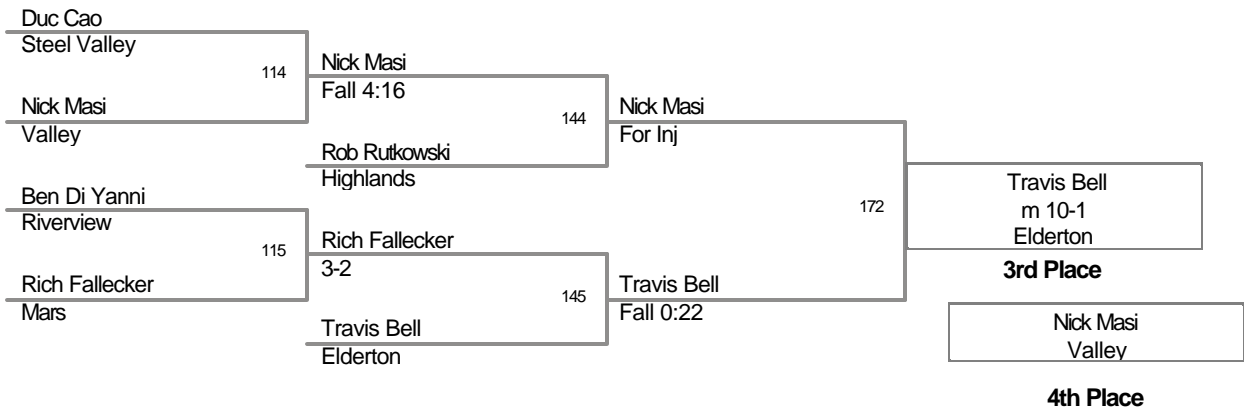 Duc Cao
Steel Valley
114
Nick Masi
Fall 4:16
Nick Masi
Valley
144
Nick Masi
For Inj
Rob Rutkowski
Highlands
Ben Di Yanni
Riverview
172
Travis Bell
m 10-1
Elderton
3rd Place
115
Rich Fallecker
3-2
Rich Fallecker
Mars
145
Travis Bell
Fall 0:22
Travis Bell
Elderton
Nick Masi
Valley
4th Place